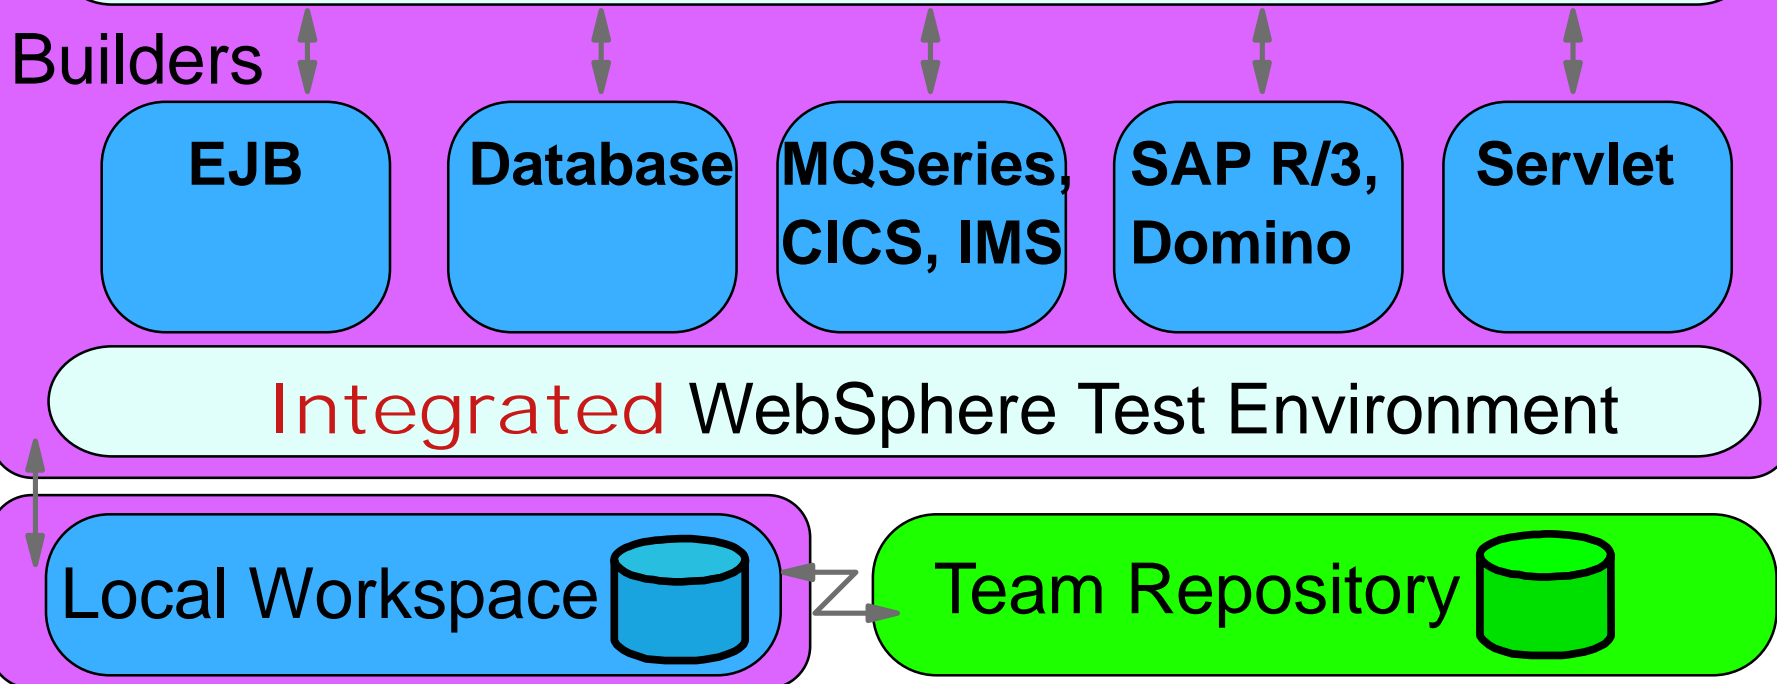 Builders
EJB
Database
MQSeries,
CICS, IMS
SAP R/3,
Domino
Servlet
Integrated WebSphere Test Environment
Local Workspace
Team Repository